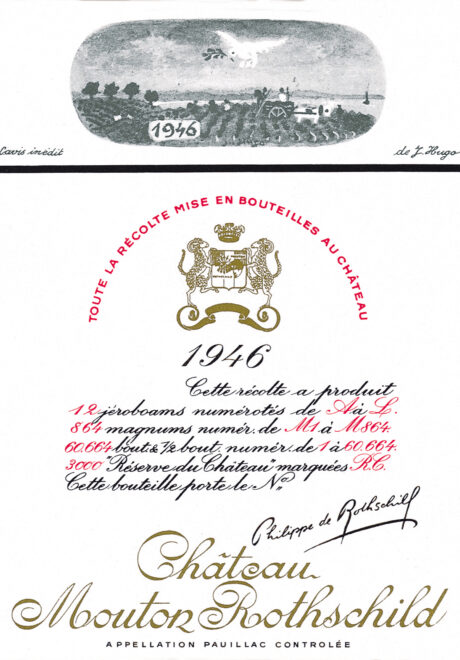 1946
Lavis inédit
de J. Hugo
TOUTE LA RÉCOLTE MISE EN BOUTEILLES AU CHÂTEAU
1946
Cette récolte a produit
12 jéroboams numérotés de A à L.
864 magnums numér. de M1 à M864.
60.664 bout & 1/2 bout. numér. de 1 à 60.664.
3000 "Réserve du Château" marquées R.C.
Cette bouteille porte le No
Philippe de Rothschild
Château
Mouton Rothschild
APPELLATION PAUILLAC CONTROLÉE